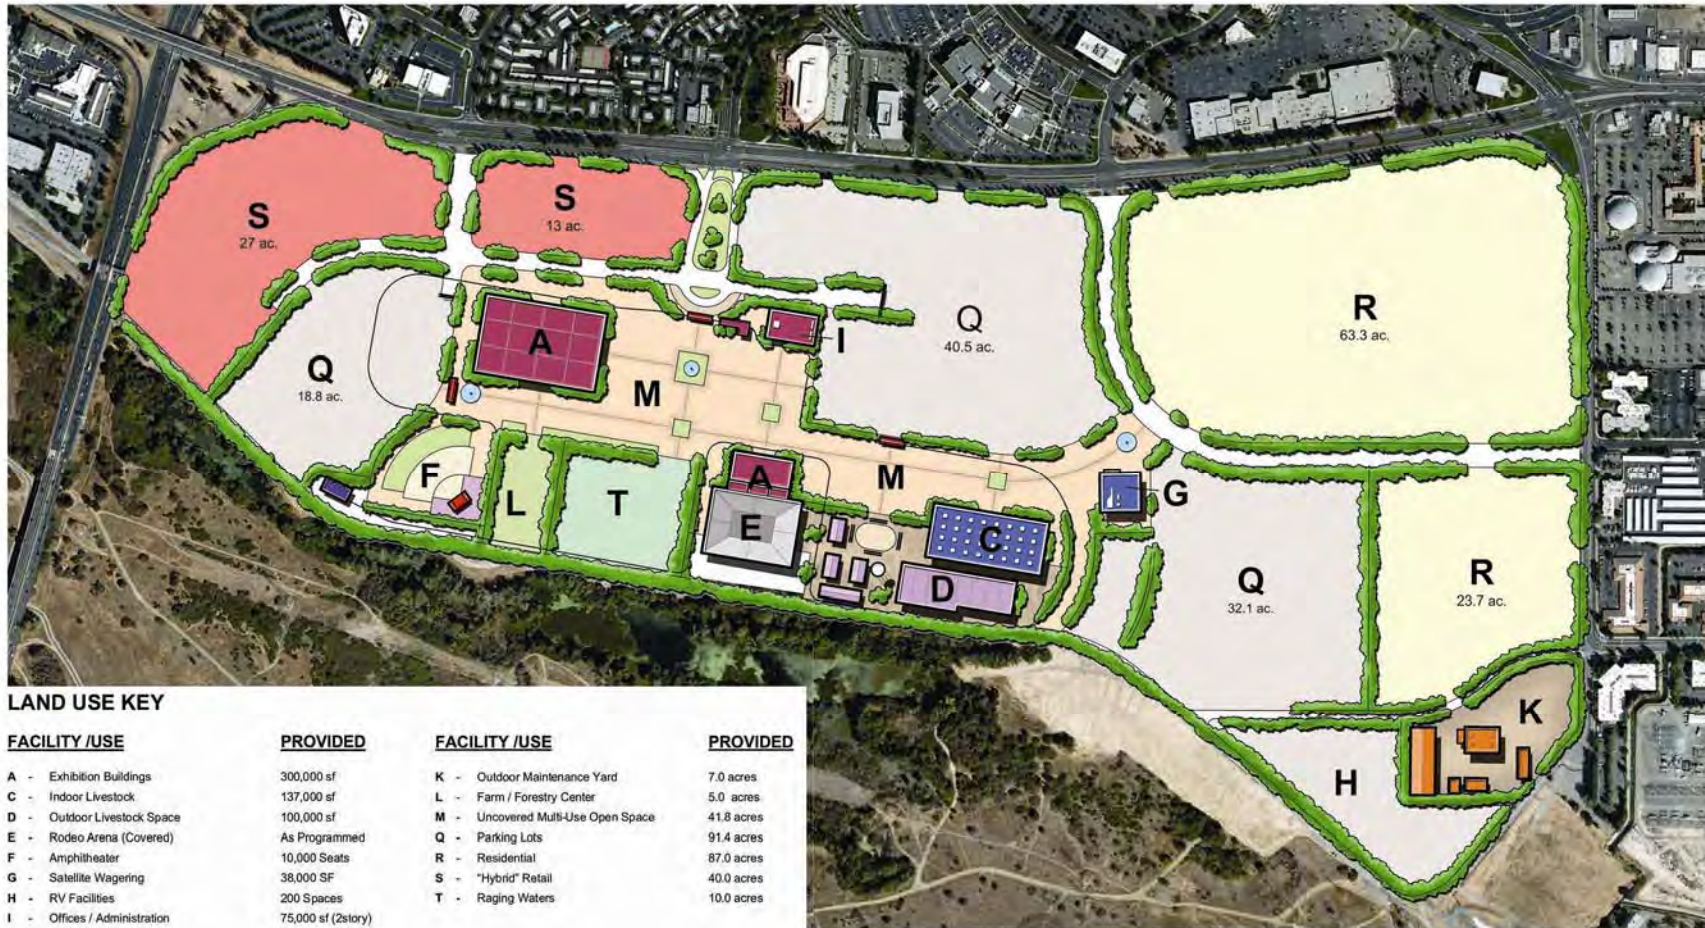 S
27 ac.
S
13 ac.
Q
40.5 ac.
R
63.3 ac.
A
I
Q
18.8 ac.
M
F
L
T
A
E
M
G
C
D
Q
32.1 ac.
R
23.7 ac.
K
H
LAND USE KEY
FACILITY /USE PROVIDED
A - Exhibition Buildings 300,000 sf
C - Indoor Livestock 137,000 sf
D - Outdoor Livestock Space 100,000 sf
E - Rodeo Arena (Covered) As Programmed
F - Amphitheater 10,000 Seats
G - Satellite Wagering 38,000 SF
H - RV Facilities 200 Spaces
I - Offices / Administration 75,000 sf (2story)
FACILITY /USE PROVIDED
K - Outdoor Maintenance Yard 7.0 acres
L - Farm / Forestry Center 5.0 acres
M - Uncovered Multi-Use Open Space 41.8 acres
Q - Parking Lots 91.4 acres
R - Residential 87.0 acres
S - "Hybrid" Retail 40.0 acres
T - Raging Waters 10.0 acres